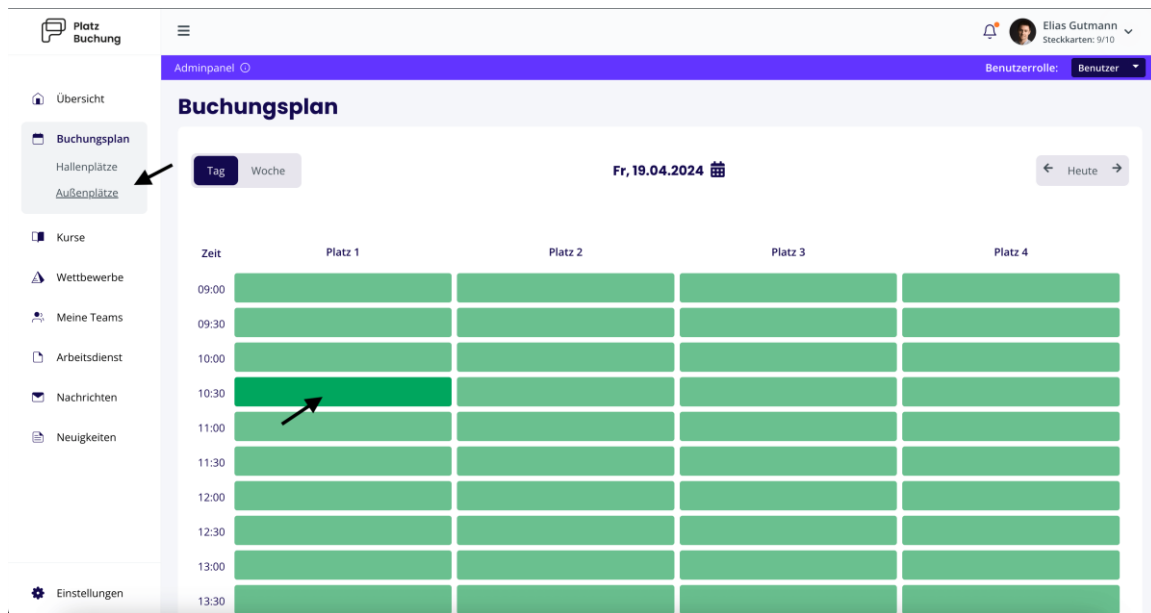 Platz
Buchung
Elias Gutmann
Steckkarten: 9/10
Adminpanel
Benutzerrolle: Benutzer
Übersicht
Buchungsplan
Hallenplätze
Außenplätze
Kurse
Wettbewerbe
Meine Teams
Arbeitsdienst
Nachrichten
Neuigkeiten
Einstellungen
Buchungsplan
Tag Woche
Fr, 19.04.2024
Heute
Zeit Platz 1 Platz 2 Platz 3 Platz 4
09:00
09:30
10:00
10:30
11:00
11:30
12:00
12:30
13:00
13:30